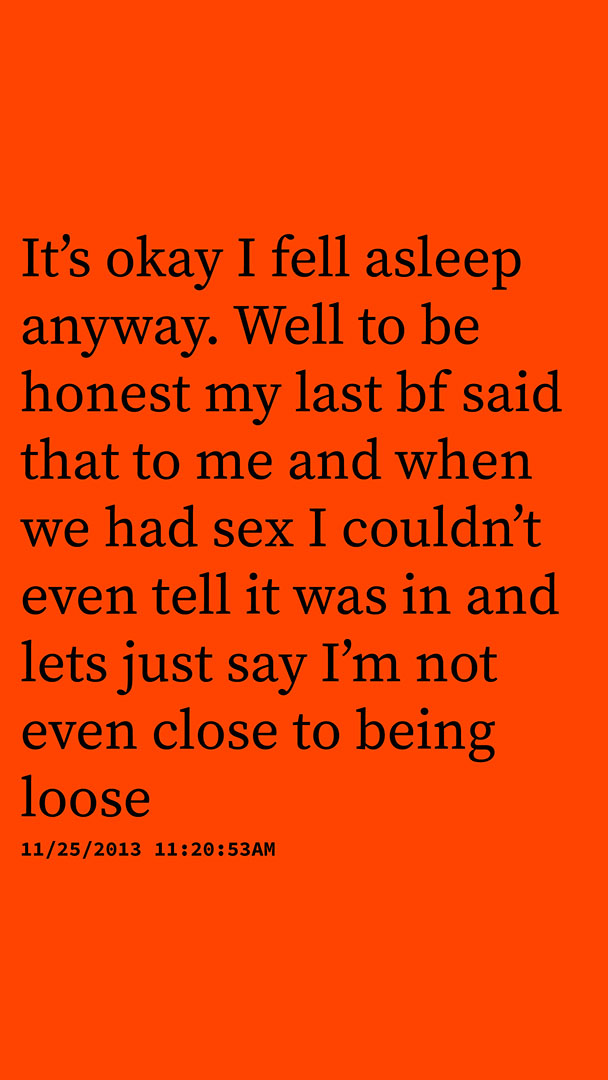 It’s okay I fell asleep
anyway. Well to be
honest my last bf said
that to me and when
we had sex I couldn’t
even tell it was in and
lets just say I’m not
even close to being
loose
11/25/2013 11:20:53AM